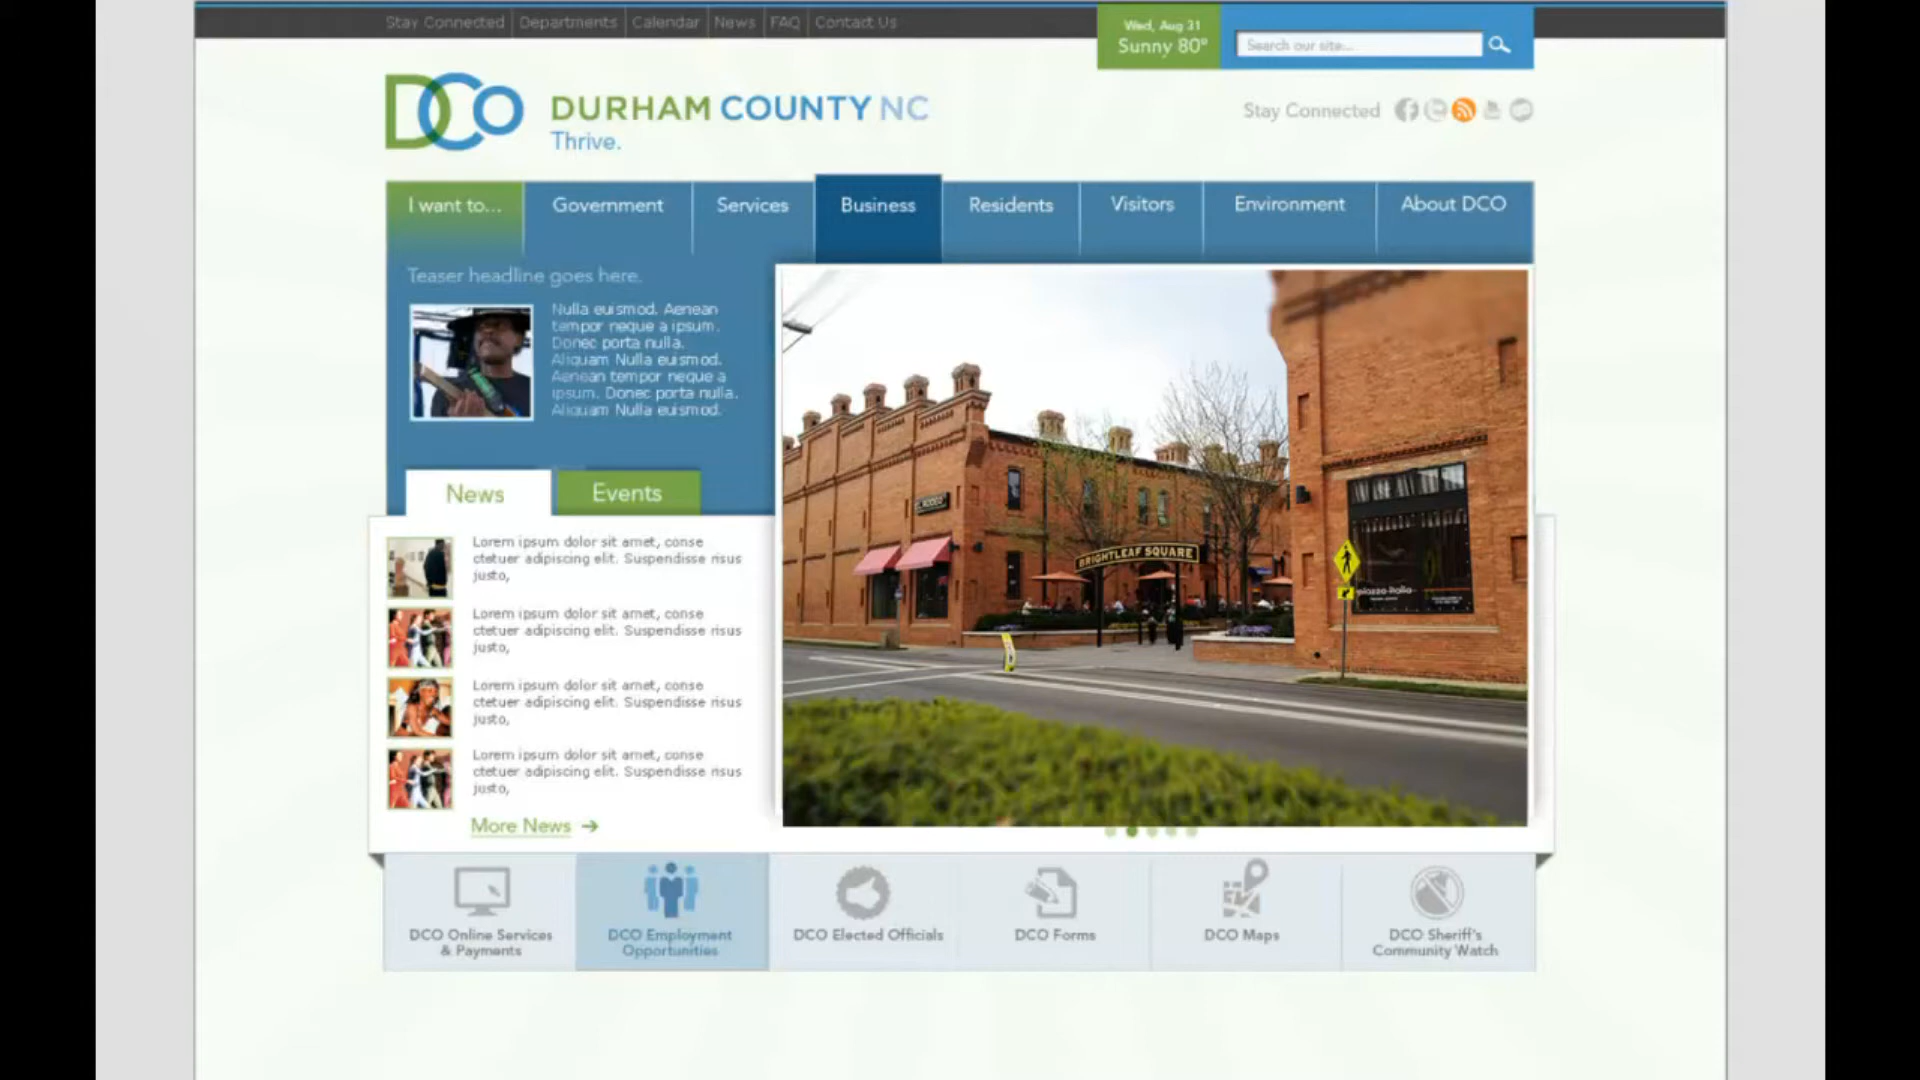 Stay Connected Departments Calendar News FAQ Contact Us
Wed, Aug 31
Sunny 80°
Search our site...
DCo
DURHAM COUNTY NC
Thrive.
Stay Connected
I want to... Government Services Business Residents Visitors Environment About DCO
Teaser headline goes here.
Nulla euismod. Aenean
tempor neque a ipsum.
Donec porta nulla.
Aliquam Nulla euismod.
Aenean tempor neque a
ipsum. Donec porta nulla.
Aliquam Nulla euismod.
News Events
Lorem ipsum dolor sit amet, conse
ctetuer adipiscing elit. Suspendisse risus
justo,
Lorem ipsum dolor sit amet, conse
ctetuer adipiscing elit. Suspendisse risus
justo,
Lorem ipsum dolor sit amet, conse
ctetuer adipiscing elit. Suspendisse risus
justo,
Lorem ipsum dolor sit amet, conse
ctetuer adipiscing elit. Suspendisse risus
justo,
More News
EL RODEO
BRIGHTLEAF SQUARE
piazza italia
DCO Online Services
& Payments
DCO Employment
Opportunities
DCO Elected Officials
DCO Forms
DCO Maps
DCO Sheriff's
Community Watch